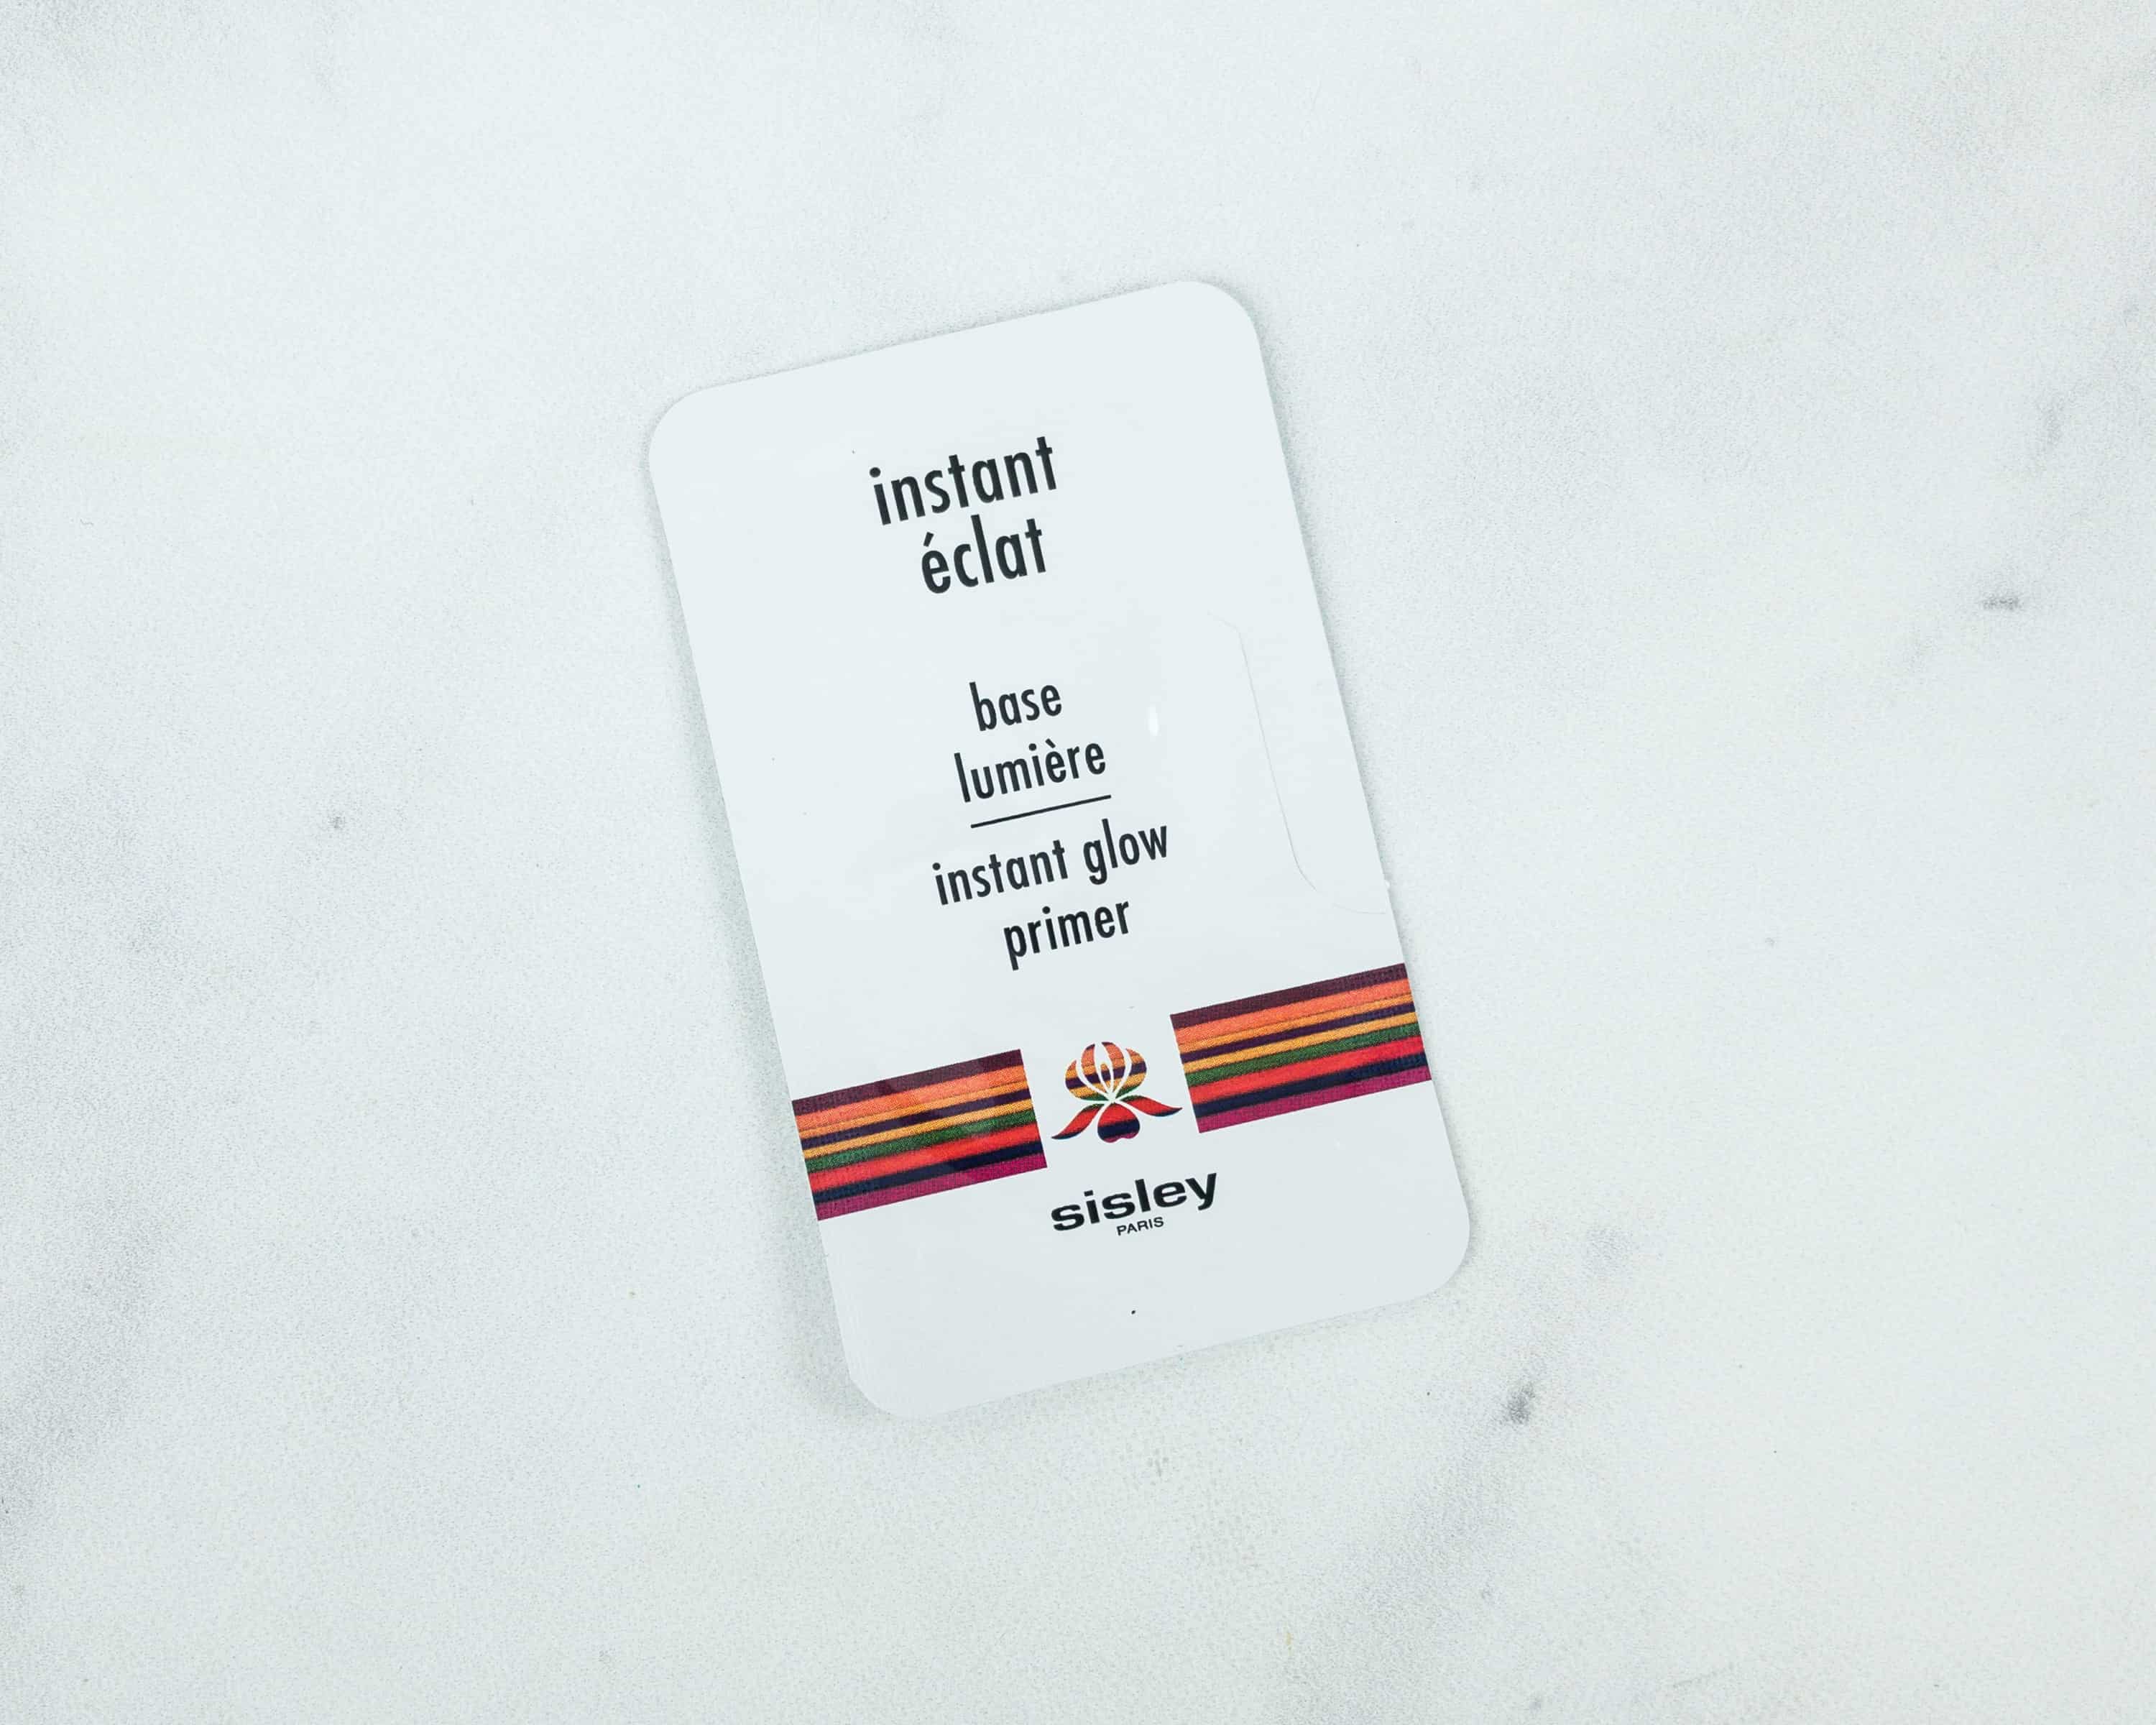 instant
éclat
base
lumière
instant glow
primer
sisley
PARIS